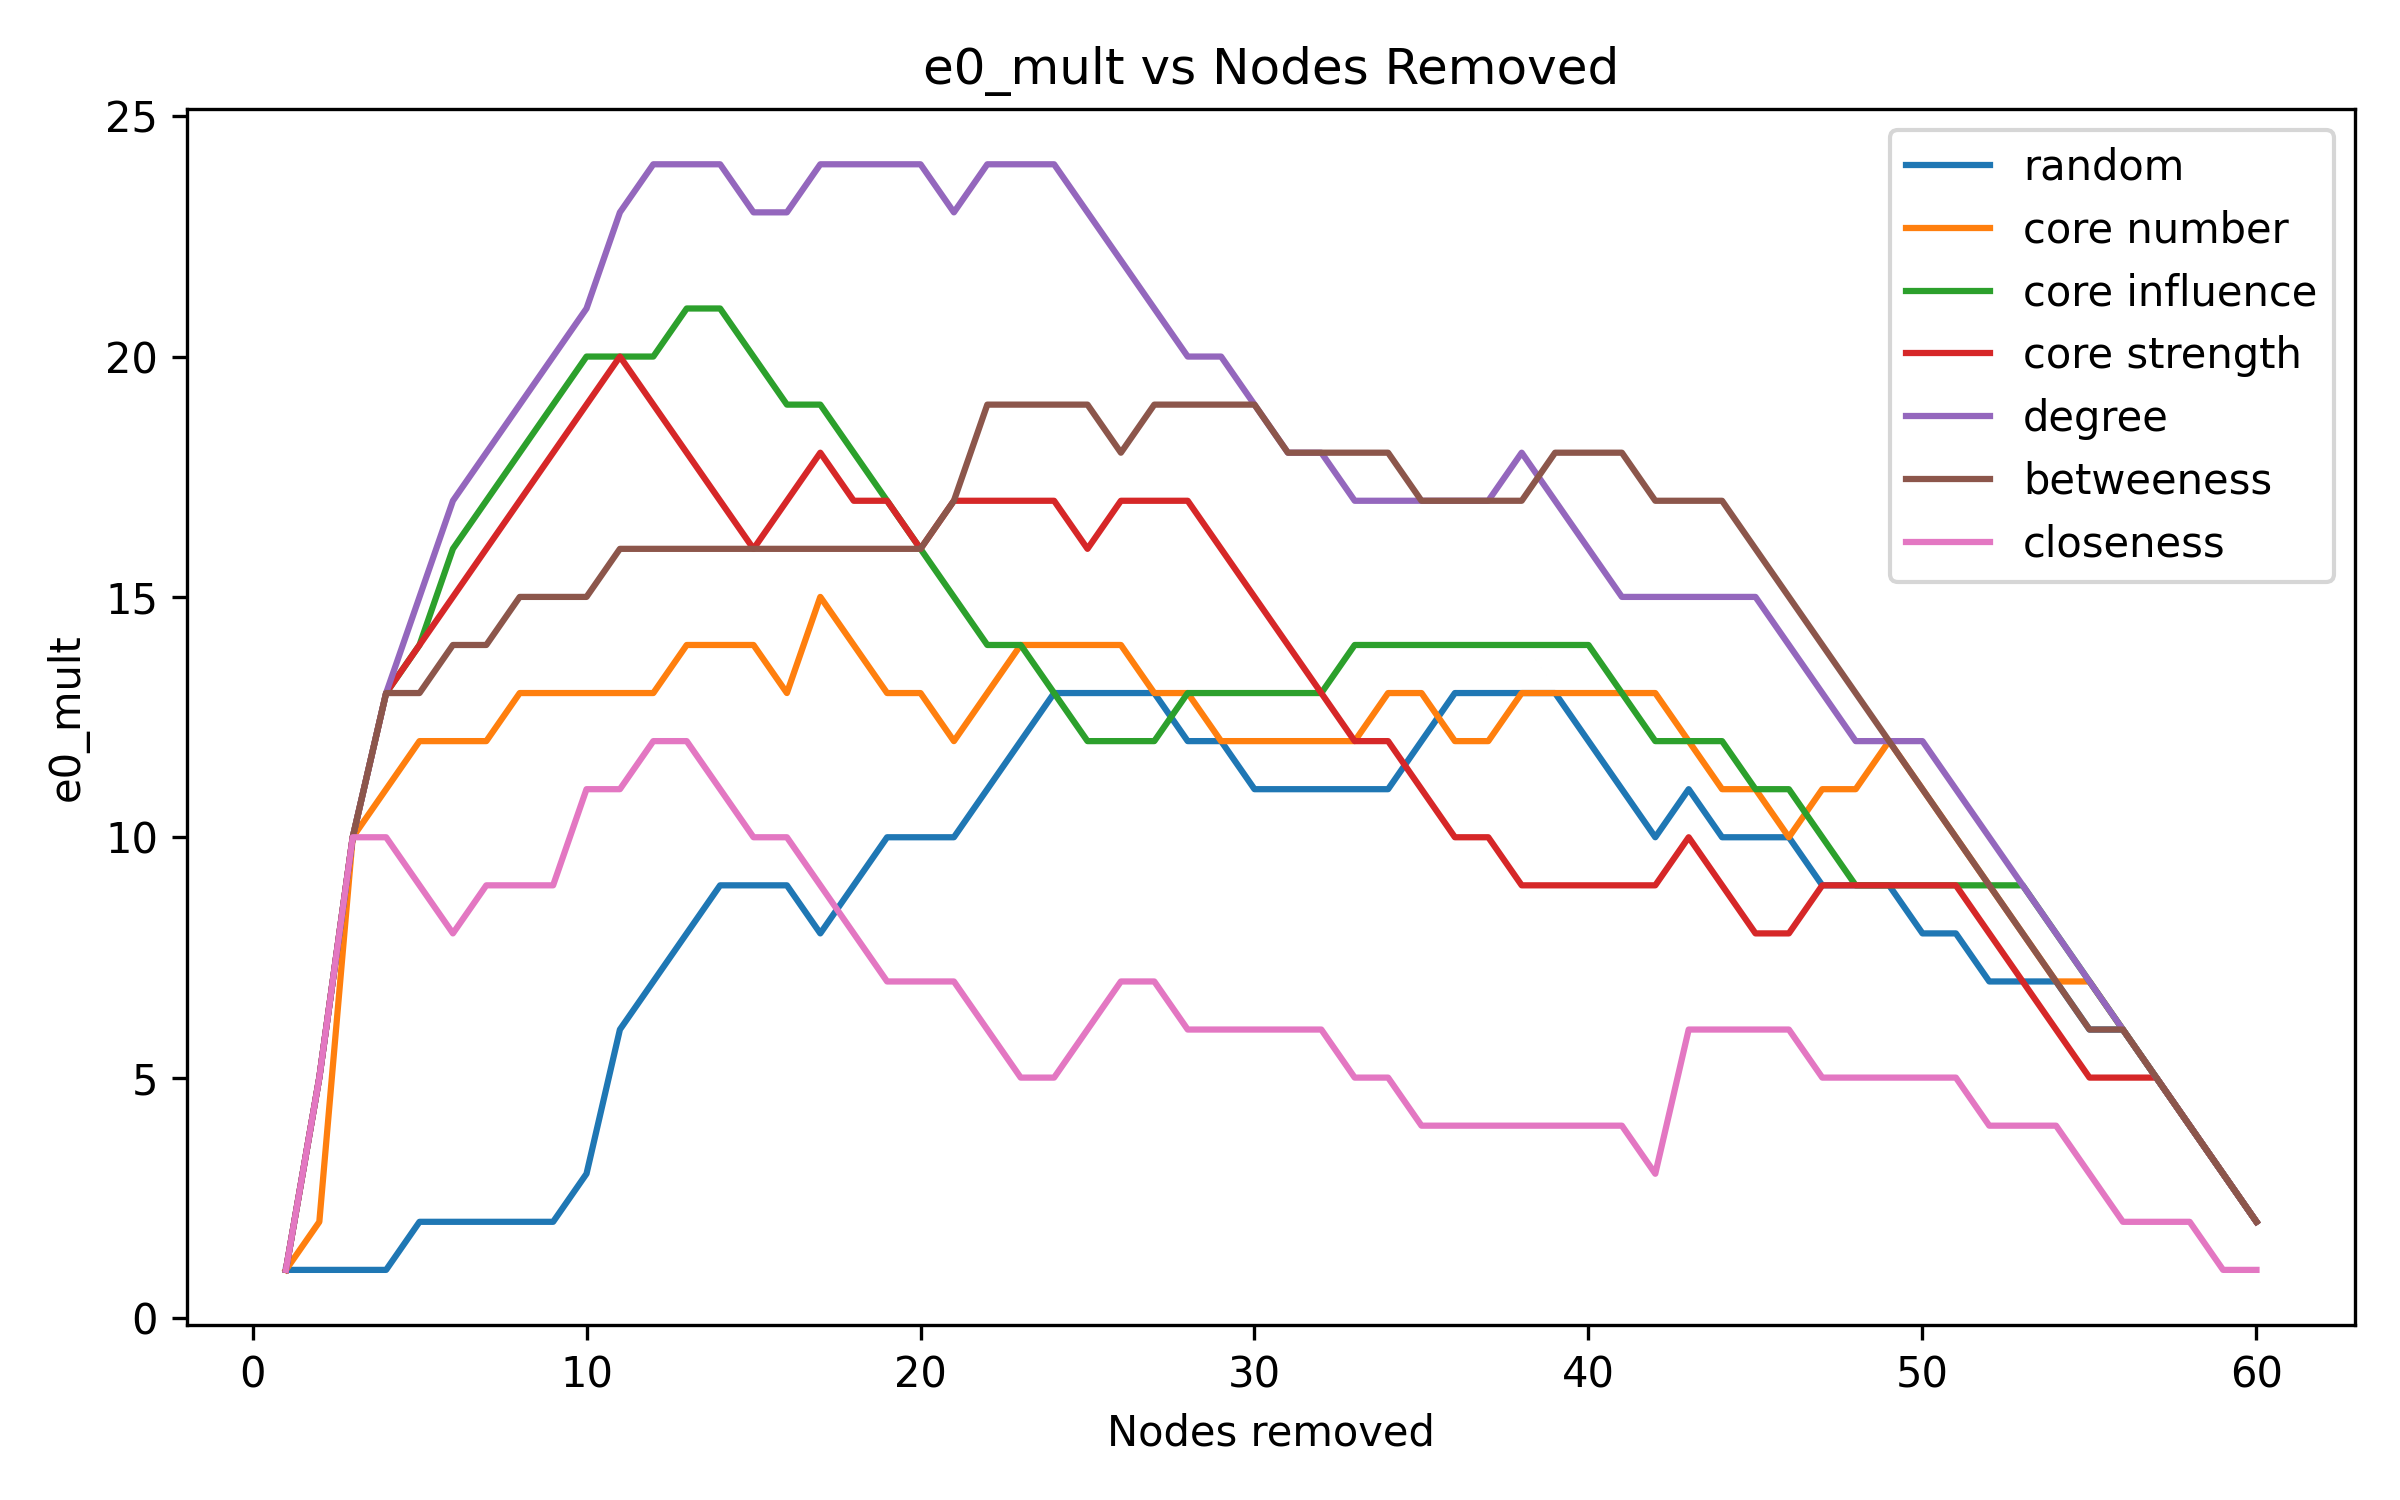 e0_mult vs Nodes Removed
25
20
15
10
5
0
e0_mult
random
core number
core influence
core strength
degree
betweeness
closeness
0 10 20 30 40 50 60
Nodes removed